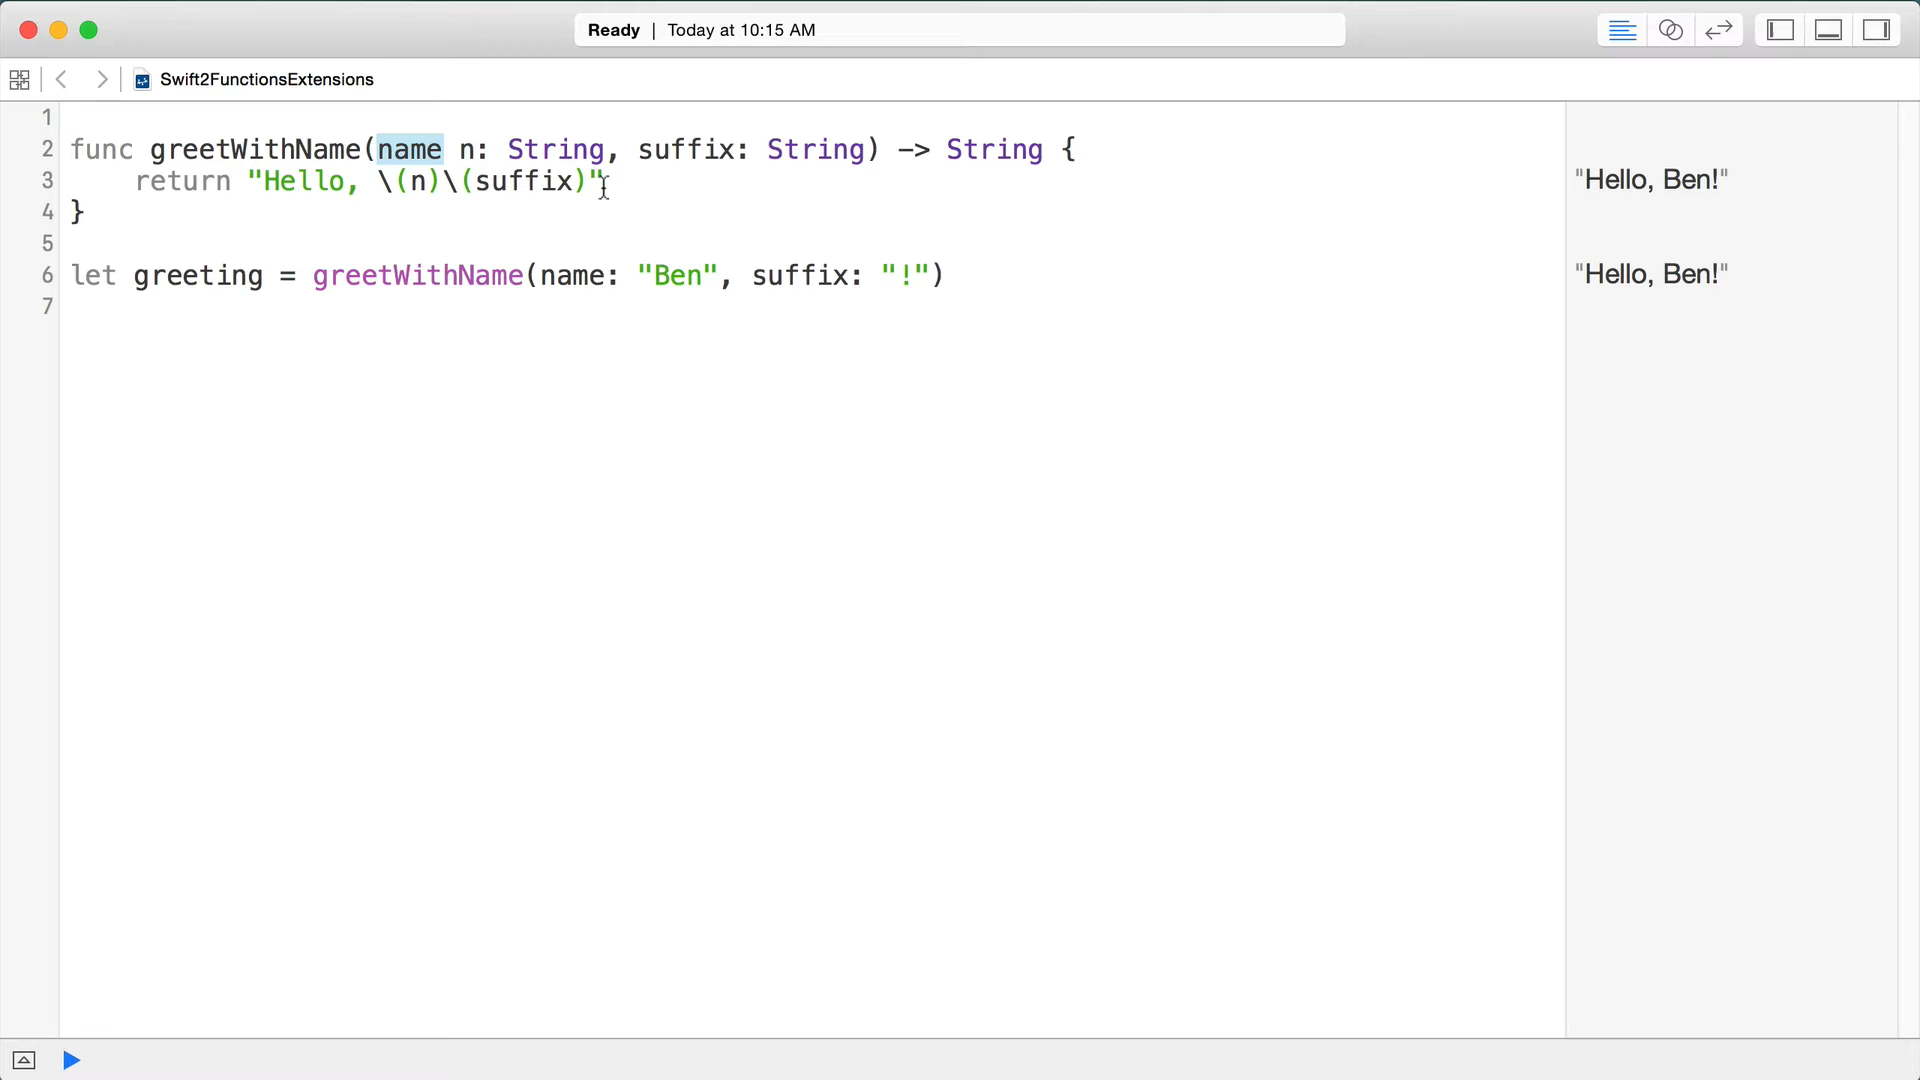 Ready | Today at 10:15 AM
Swift2FunctionsExtensions
1
2 func greetWithName(name n: String, suffix: String) -> String {
3 return "Hello, \(n)\(suffix)" "Hello, Ben!"
4 }
5
6 let greeting = greetWithName(name: "Ben", suffix: "!") "Hello, Ben!"
7